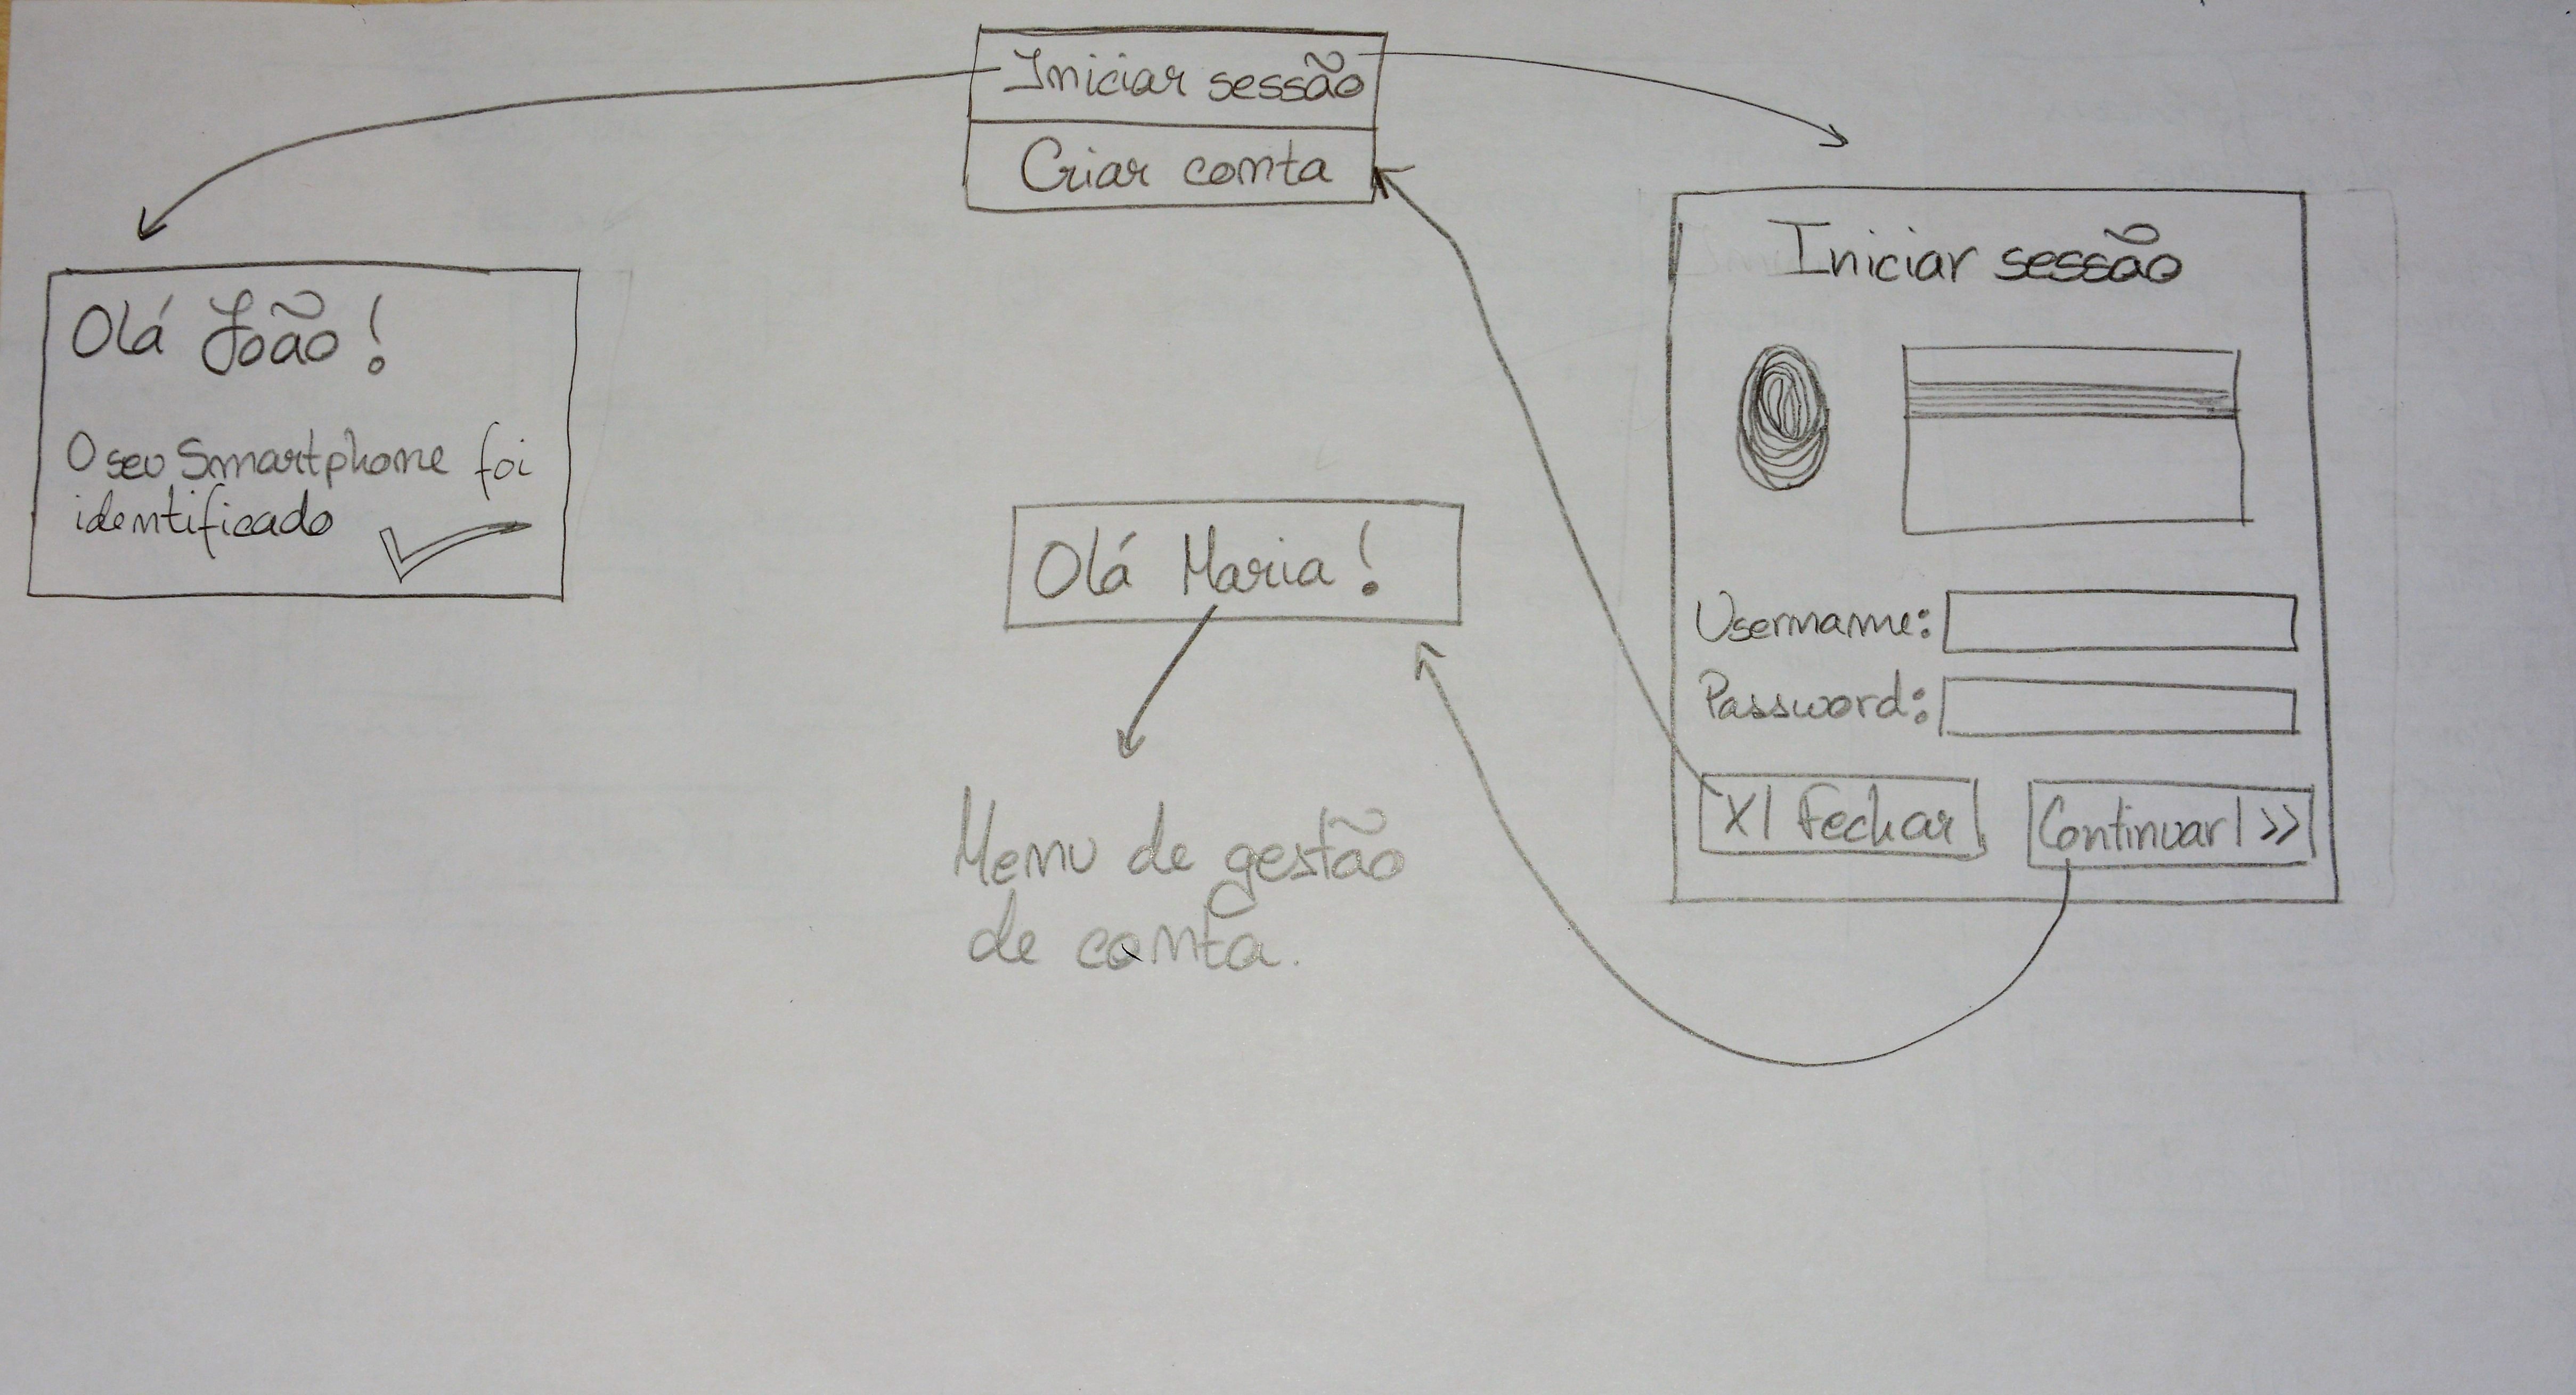 Iniciar sessão
Criar conta
Olá João!
O seu Smartphone foi
identificado
Olá Maria!
Menu de gestão
de conta.
Iniciar sessão
Username:
Password:
X| Fechar
Continuar| >>